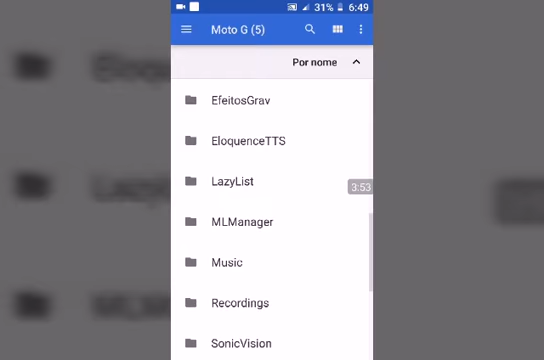 31% 6:49
Moto G (5)
Por nome
EfeitosGrav
EloquenceTTS
LazyList
3:53
MLManager
Music
Recordings
SonicVision